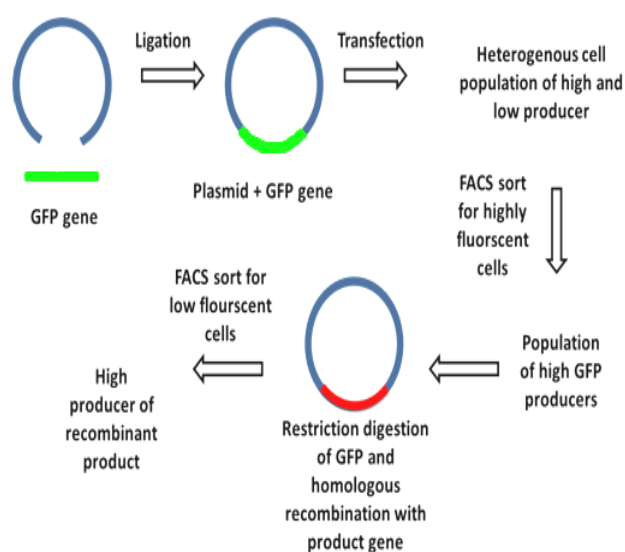 Ligation
Transfection
Heterogenous cell
population of high and
low producer
GFP gene
Plasmid + GFP gene
FACS sort
for highly
fluorscent
cells
FACS sort for
low flourscent
cells
Population
of high GFP
producers
High
producer of
recombinant
product
Restriction digestion
of GFP and
homologous
recombination with
product gene